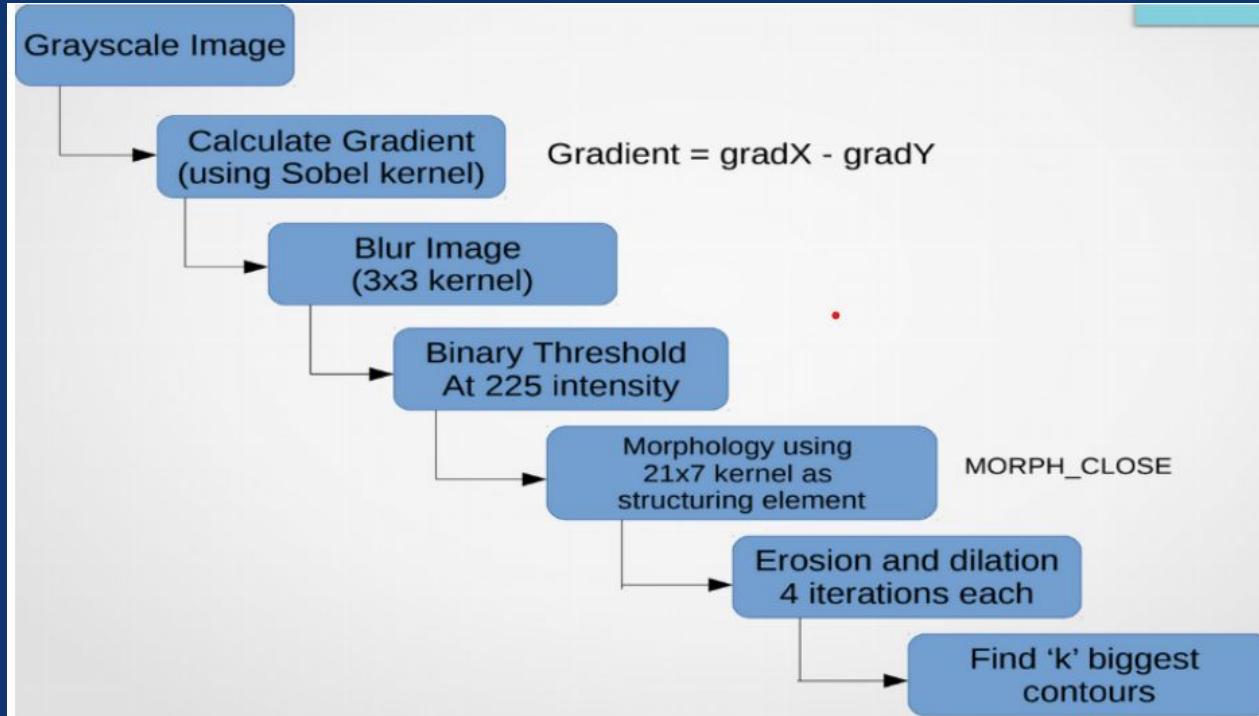 Grayscale Image
Calculate Gradient
(using Sobel kernel)
Gradient = gradX - gradY
Blur Image
(3x3 kernel)
Binary Threshold
At 225 intensity
Morphology using
21x7 kernel as
structuring element
MORPH_CLOSE
Erosion and dilation
4 iterations each
Find ‘k’ biggest
contours